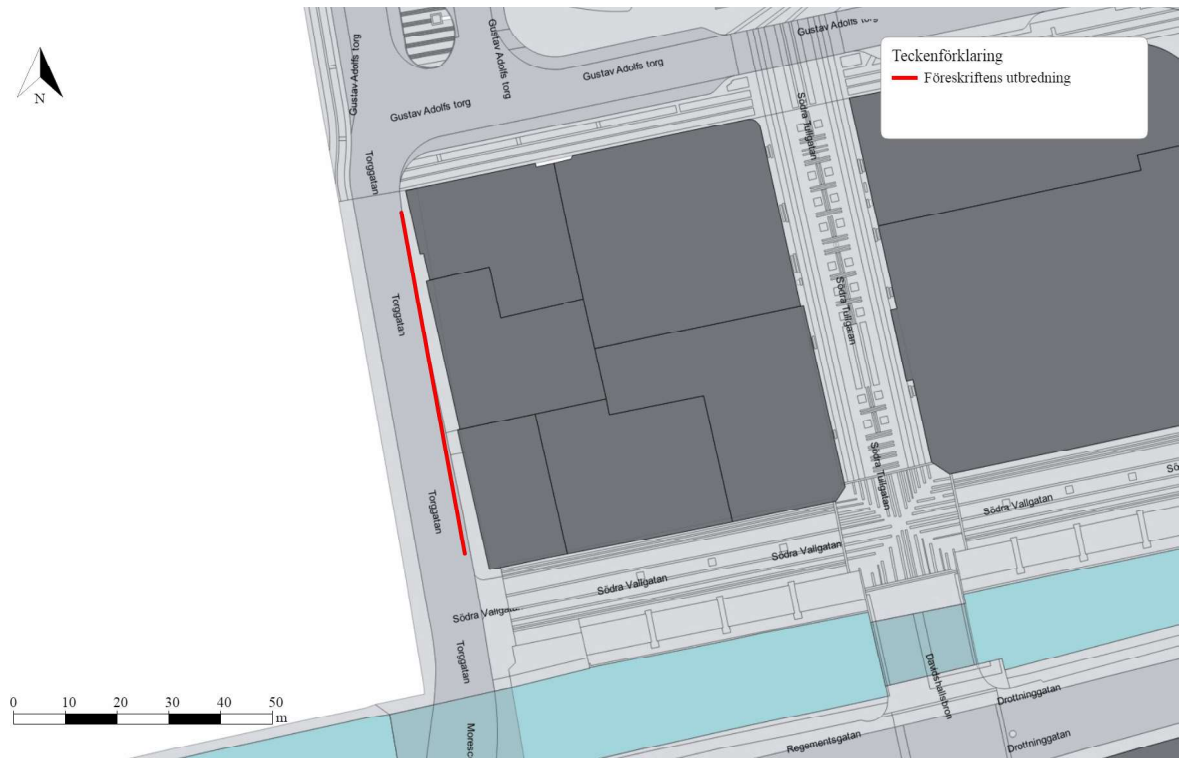 Gustav Adolfs torg
Gustav Adolfs torg
Gustav Adolfs torg
Gustav Adolfs torg
Gustav Adolfs torg
Teckenförklaring
Föreskriftens utbredning
N
Torggatan
Södra Tullgatan
Torggatan
Södra Tullgatan
Södra Tullgatan
Torggatan
Södra Vallgatan
Södra Vallgatan
Södra Vallgatan
Södra Vallgatan
Torggatan
Davidshallsbron
Drottninggatan
Regementsgatan
Drottninggatan
0 10 20 30 40 50
m